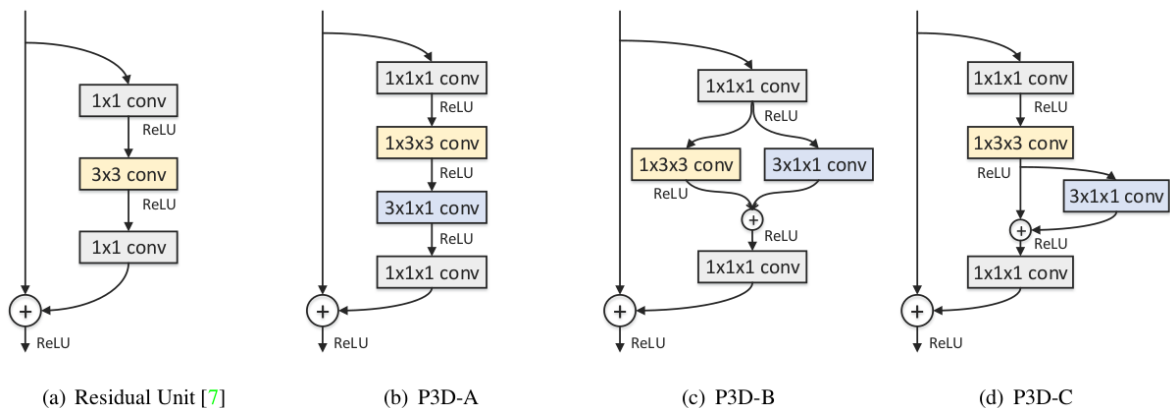 1x1 conv
ReLU
3x3 conv
ReLU
1x1 conv
+
ReLU
(a) Residual Unit [7]
1x1x1 conv
ReLU
1x3x3 conv
ReLU
3x1x1 conv
ReLU
1x1x1 conv
+
ReLU
(b) P3D-A
1x1x1 conv
ReLU
1x3x3 conv
3x1x1 conv
ReLU
+
ReLU
1x1x1 conv
+
ReLU
(c) P3D-B
1x1x1 conv
ReLU
1x3x3 conv
ReLU
3x1x1 conv
+
ReLU
1x1x1 conv
+
ReLU
(d) P3D-C